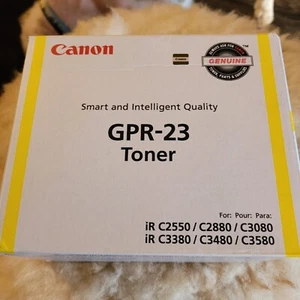 Canon
GENUINE
Smart and Intelligent Quality
GPR-23
Toner
For: Pour: Para:
iR C2550 / C2880 / C3080
iR C3380 / C3480 / C3580